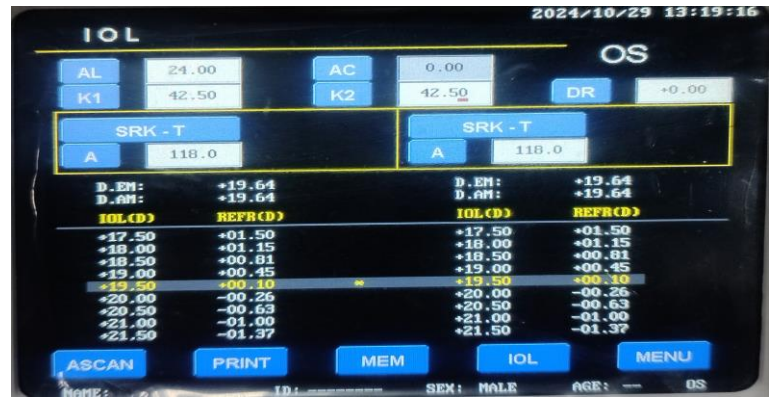 2024/10/29 13:19:16
IOL
OS
AL 24.00 AC 0.00
K1 42.50 K2 42.50 DR +0.00
SRK-T SRK-T
A 118.0 A 118.0
D.EM: +19.64 D.EM: +19.64
D.AM: +19.64 D.AM: +19.64
IOL(D) REFR(D) IOL(D) REFR(D)
+17.50 +01.50 +17.50 +01.50
+18.00 +01.15 +18.00 +01.15
+18.50 +00.81 +18.50 +00.81
+19.00 +00.45 +19.00 +00.45
+19.50 +00.10 * +19.50 +00.10
+20.00 -00.26 +20.00 -00.26
+20.50 -00.63 +20.50 -00.63
+21.00 -01.00 +21.00 -01.00
+21.50 -01.37 +21.50 -01.37
ASCAN PRINT MEM IOL MENU
NAME: ID: -------- SEX: MALE AGE: -- OS